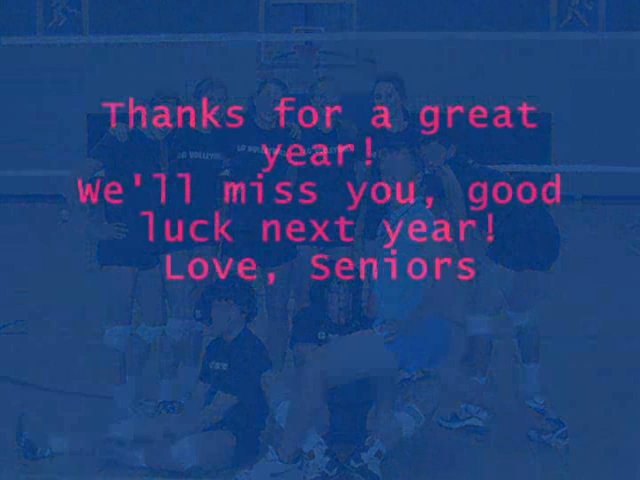 Thanks for a great
year!
We'll miss you, good
luck next year!
Love, Seniors